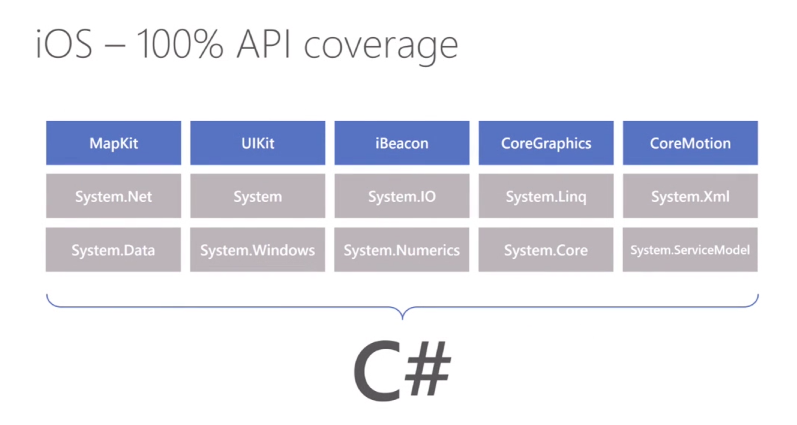 iOS – 100% API coverage
MapKit UIKit iBeacon CoreGraphics CoreMotion
System.Net System System.IO System.Linq System.Xml
System.Data System.Windows System.Numerics System.Core System.ServiceModel
C#